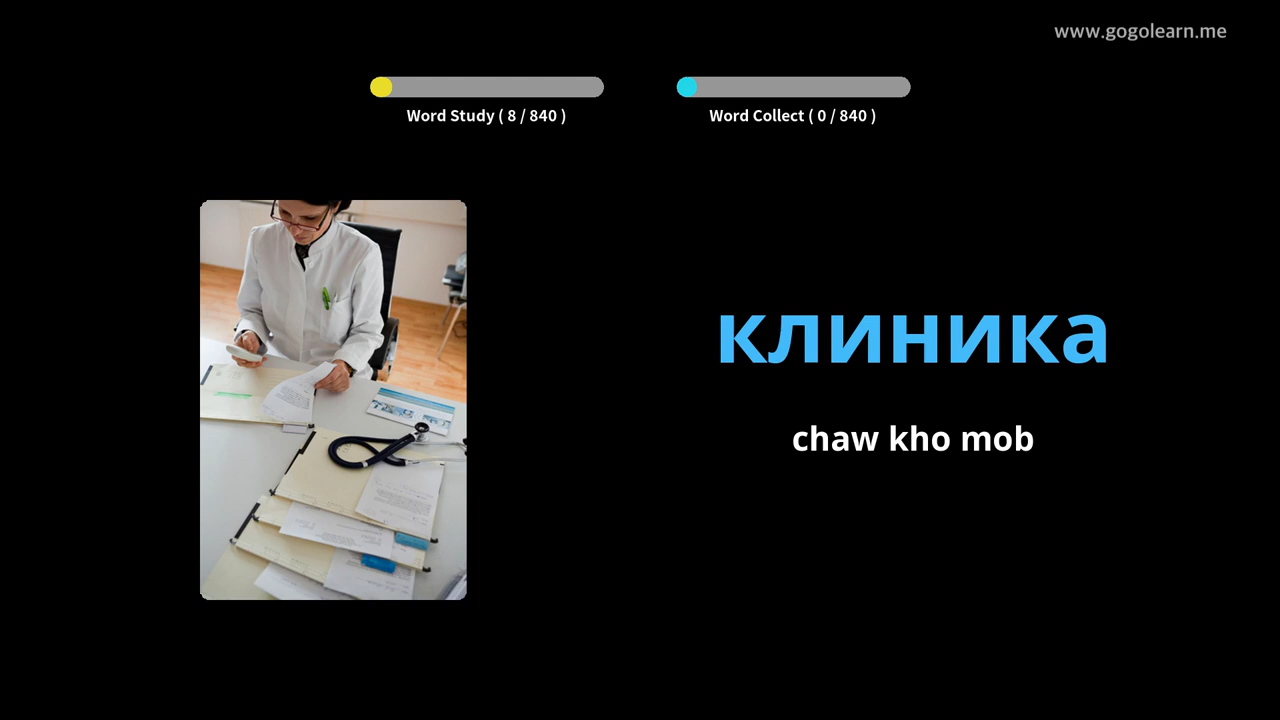 www.gogolearn.me
Word Study ( 8 / 840 )
Word Collect ( 0 / 840 )
клиника
chaw kho mob